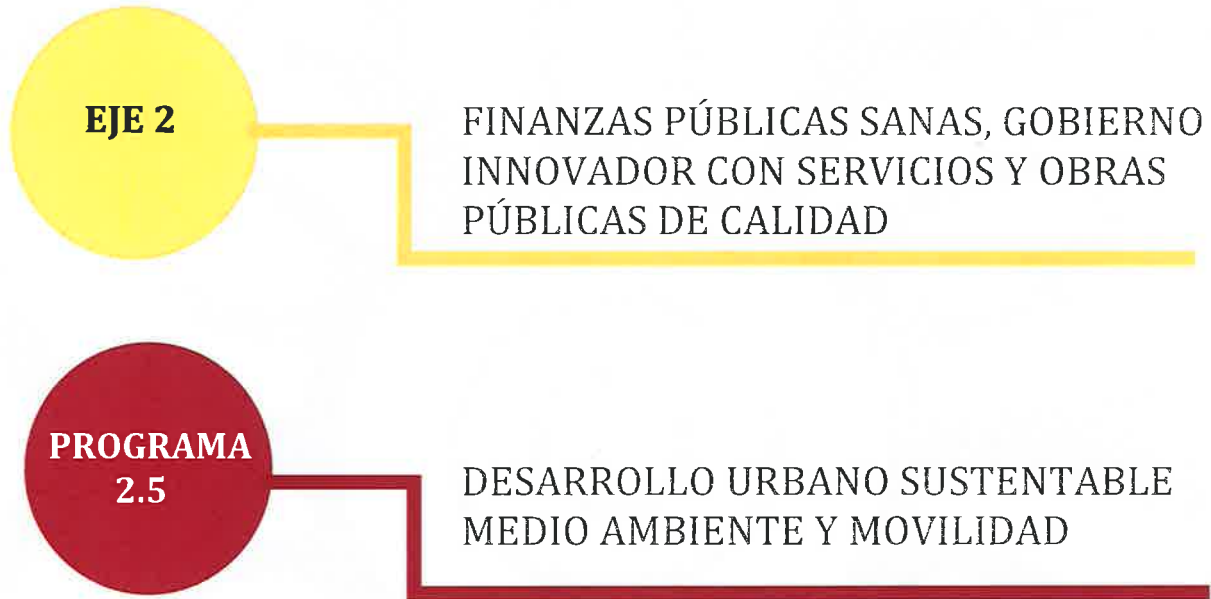 EJE 2
FINANZAS PÚBLICAS SANAS, GOBIERNO
INNOVADOR CON SERVICIOS Y OBRAS
PÚBLICAS DE CALIDAD
PROGRAMA
2.5
DESARROLLO URBANO SUSTENTABLE
MEDIO AMBIENTE Y MOVILIDAD